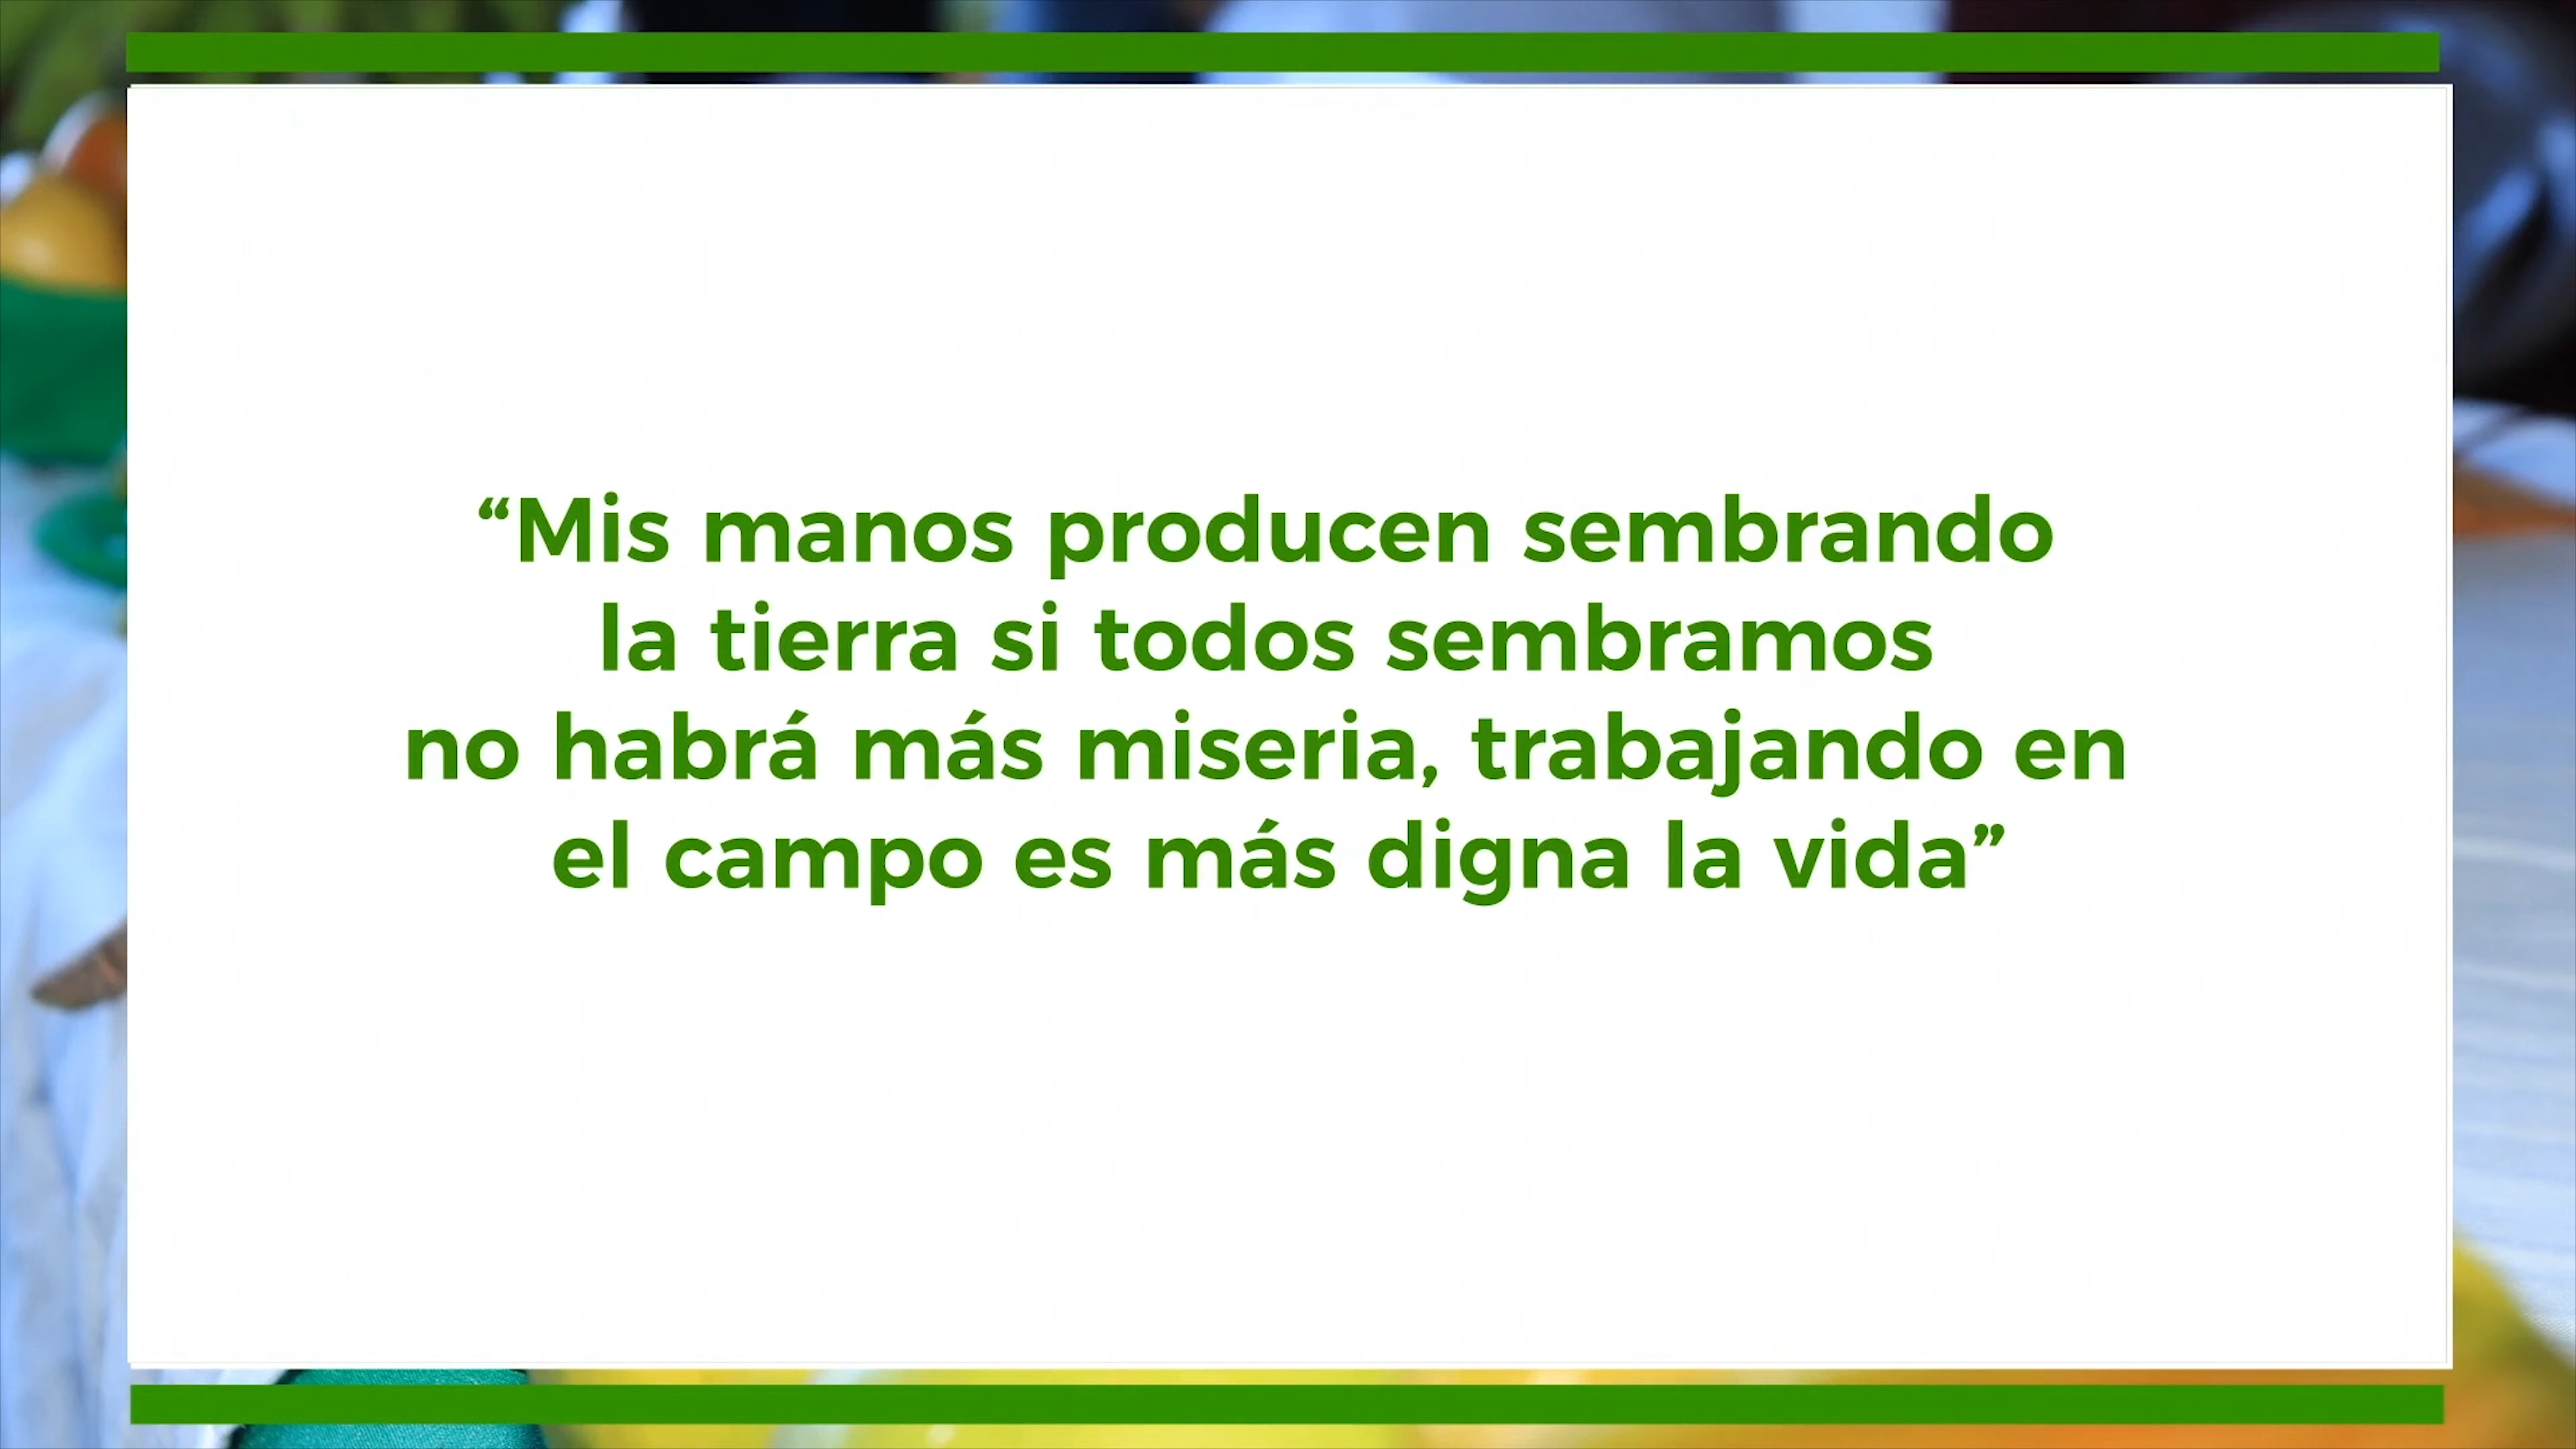 “Mis manos producen sembrando
la tierra si todos sembramos
no habrá más miseria, trabajando en
el campo es más digna la vida”